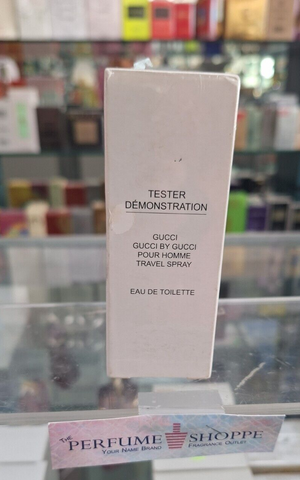 TESTER
DÉMONSTRATION
GUCCI
GUCCI BY GUCCI
POUR HOMME
TRAVEL SPRAY
EAU DE TOILETTE
THE PERFUME SHOPPE
YOUR NAME BRAND FRAGRANCE OUTLET